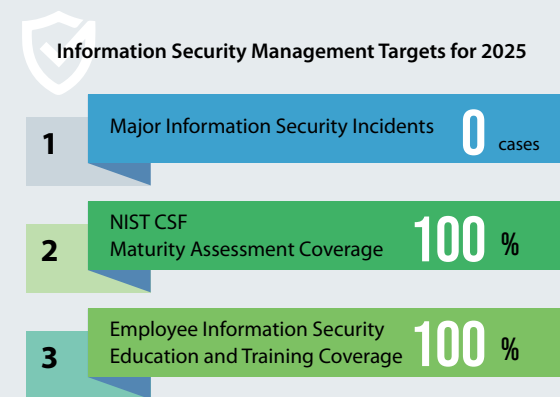 Information Security Management Targets for 2025
1
Major Information Security Incidents
0 cases
2
NIST CSF
Maturity Assessment Coverage
100 %
3
Employee Information Security
Education and Training Coverage
100 %